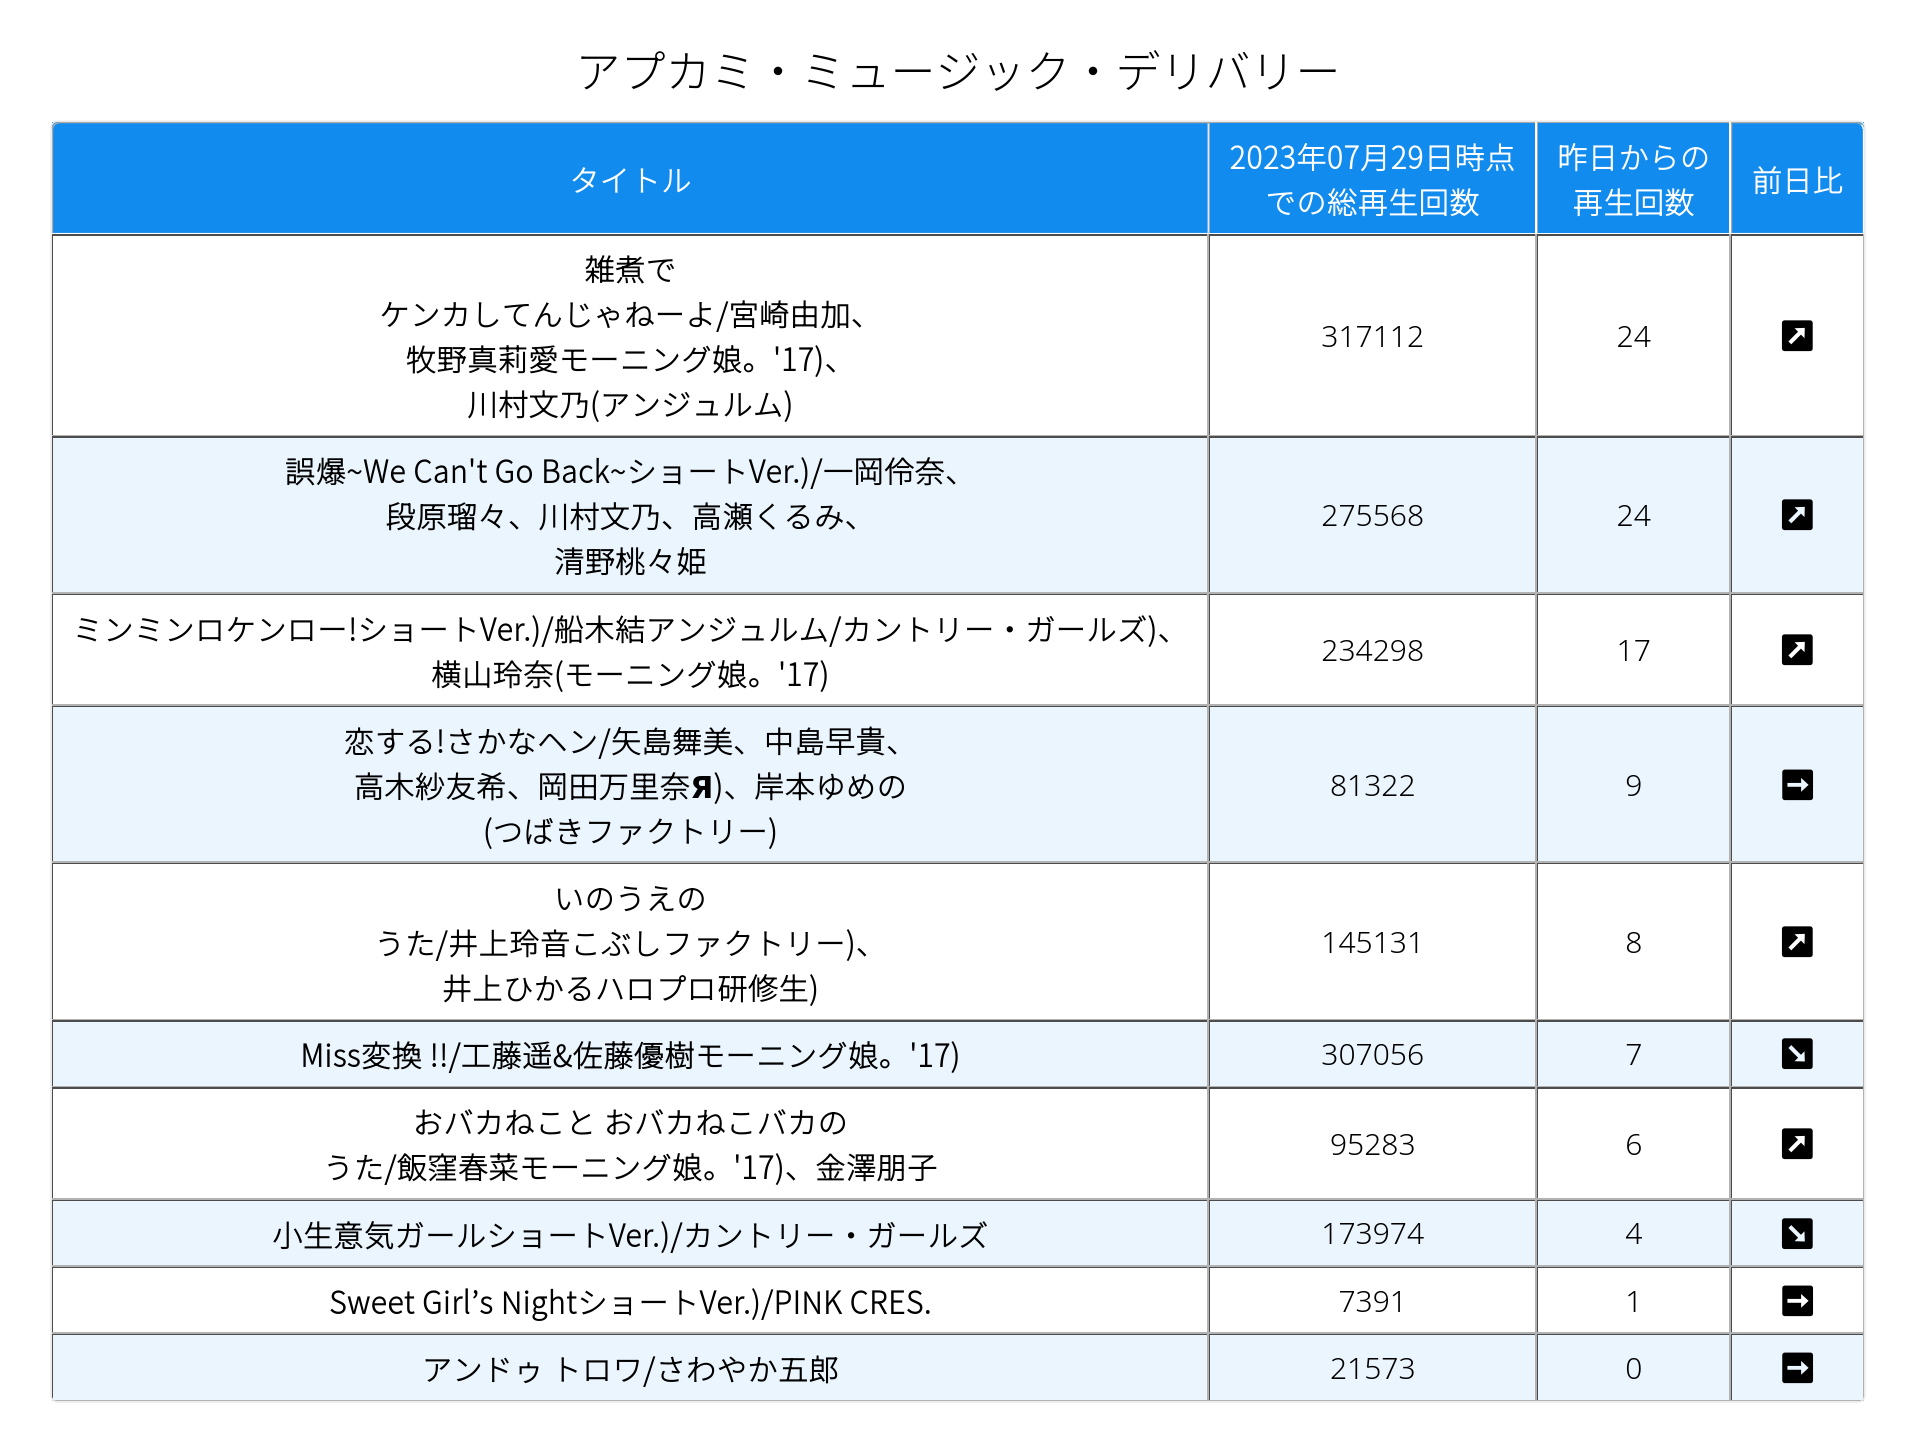 アプカミ・ミュージック・デリバリー
タイトル
2023年07月29日時点
での総再生回数
昨日からの
再生回数
前日比
雑煮で
ケンカしてんじゃねーよ/宮崎由加、
牧野真莉愛モーニング娘。'17)、
川村文乃(アンジュルム)
317112
24
↗
誤爆~We Can't Go Back~ショートVer.)/一岡伶奈、
段原瑠々、川村文乃、高瀬くるみ、
清野桃々姫
275568
24
↗
ミンミンロケンロー!ショートVer.)/船木結アンジュルム/カントリー・ガールズ)、
横山玲奈(モーニング娘。'17)
234298
17
↗
恋する!さかなヘン/矢島舞美、中島早貴、
高木紗友希、岡田万里奈Я)、岸本ゆめの
(つばきファクトリー)
81322
9
→
いのうえの
うた/井上玲音こぶしファクトリー)、
井上ひかるハロプロ研修生)
145131
8
↗
Miss変換 !!/工藤遥&佐藤優樹モーニング娘。'17)
307056
7
↘
おバカねこと おバカねこバカの
うた/飯窪春菜モーニング娘。'17)、金澤朋子
95283
6
↗
小生意気ガールショートVer.)/カントリー・ガールズ
173974
4
↘
Sweet Girl’s NightショートVer.)/PINK CRES.
7391
1
→
アンドゥ トロワ/さわやか五郎
21573
0
→